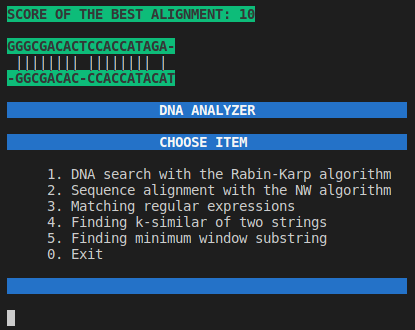 SCORE OF THE BEST ALIGNMENT: 10
GGGCGACACTCCACCATAGA-
 |||||||| |||||||| |
-GGCGACAC-CCACCATACAT
DNA ANALYZER
CHOOSE ITEM
1. DNA search with the Rabin-Karp algorithm
2. Sequence alignment with the NW algorithm
3. Matching regular expressions
4. Finding k-similar of two strings
5. Finding minimum window substring
0. Exit